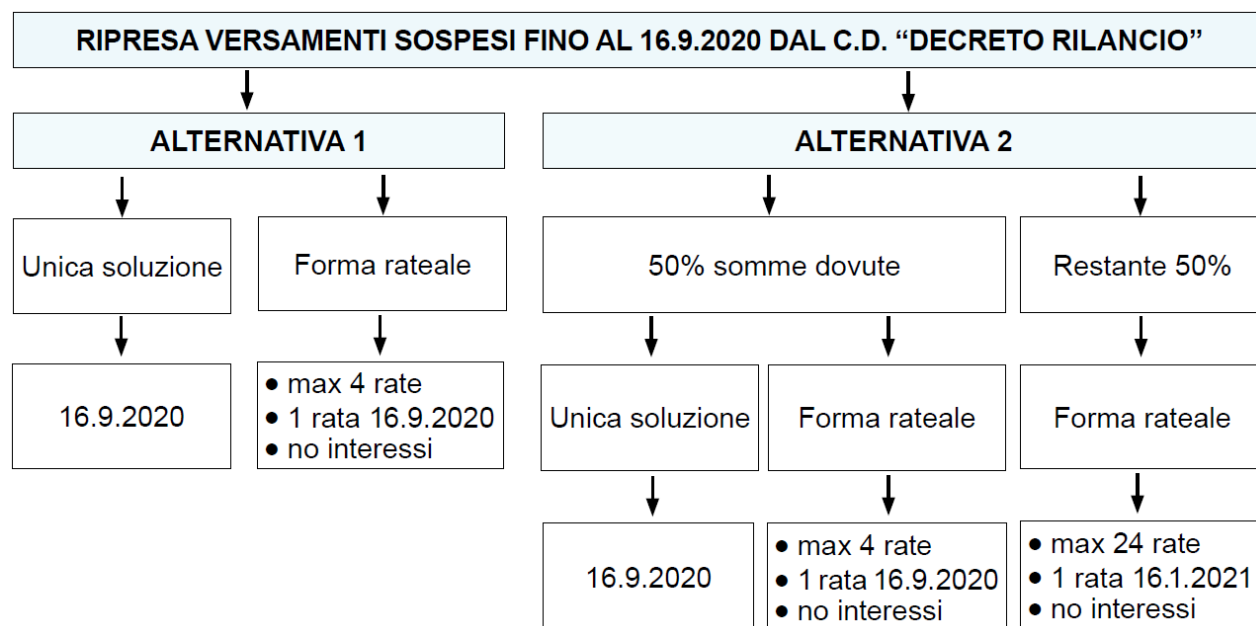 RIPRESA VERSAMENTI SOSPESI FINO AL 16.9.2020 DAL C.D. “DECRETO RILANCIO”
ALTERNATIVA 1
ALTERNATIVA 2
Unica soluzione
Forma rateale
50% somme dovute
Restante 50%
16.9.2020
● max 4 rate
● 1 rata 16.9.2020
● no interessi
Unica soluzione
Forma rateale
Forma rateale
16.9.2020
● max 4 rate
● 1 rata 16.9.2020
● no interessi
● max 24 rate
● 1 rata 16.1.2021
● no interessi